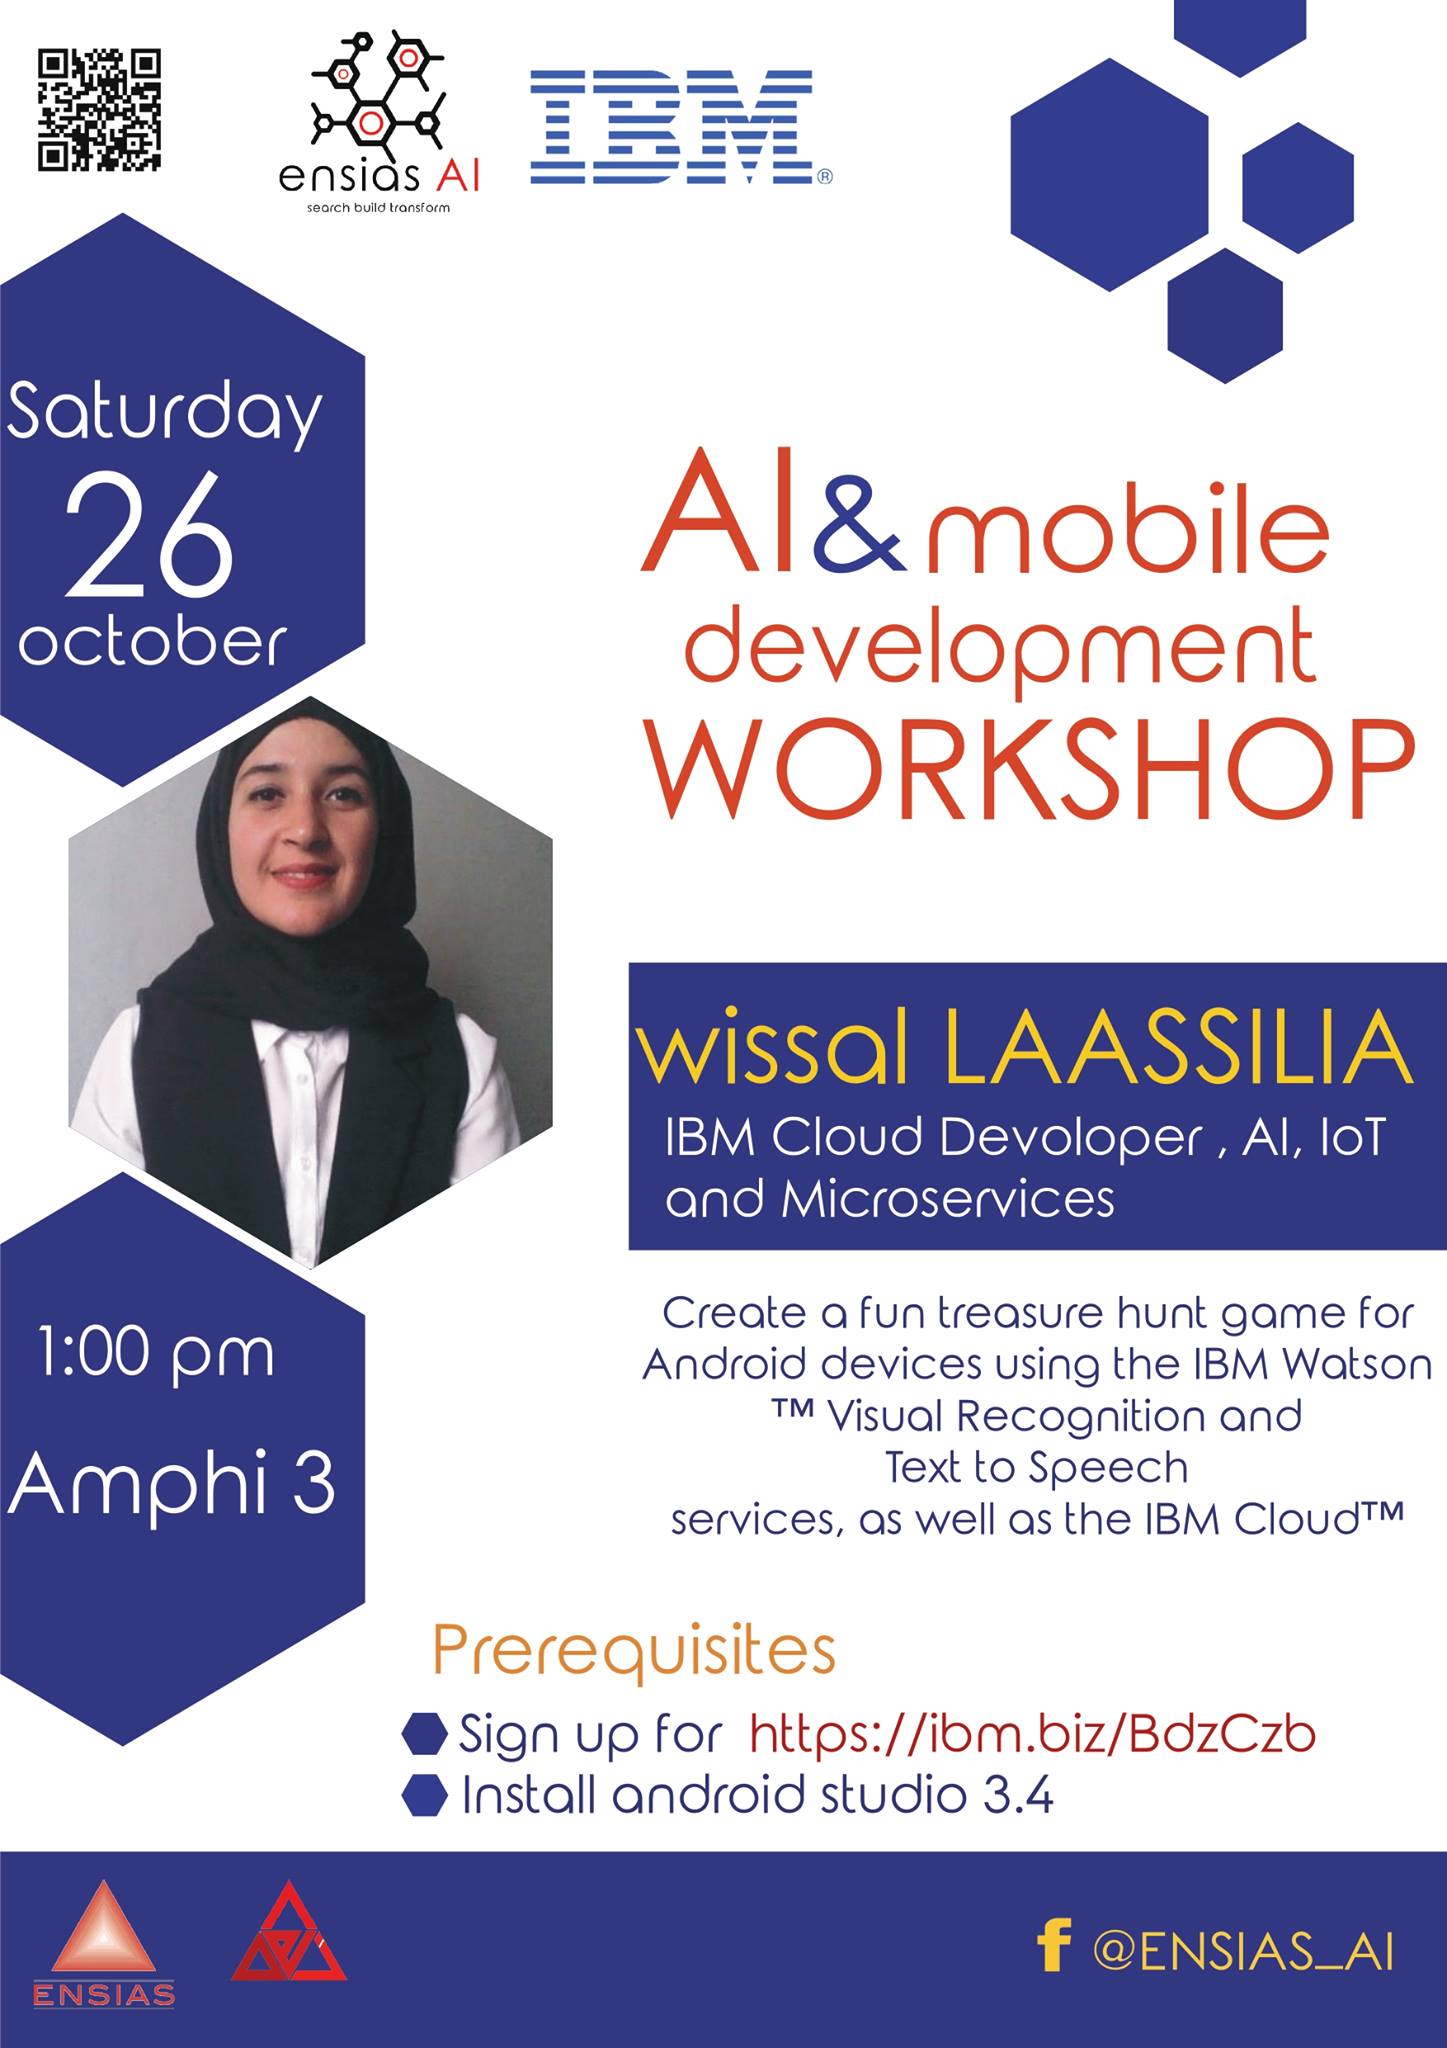 ensias AI
search build transform
IBM®
Saturday
26
october
AI & mobile
development
WORKSHOP
wissal LAASSILIA
IBM Cloud Devoloper , AI, IoT
and Microservices
1:00 pm
Amphi 3
Create a fun treasure hunt game for
Android devices using the IBM Watson
™ Visual Recognition and
Text to Speech
services, as well as the IBM Cloud™
Prerequisites
Sign up for https://ibm.biz/BdzCzb
Install android studio 3.4
ENSIAS
f @ENSIAS_AI